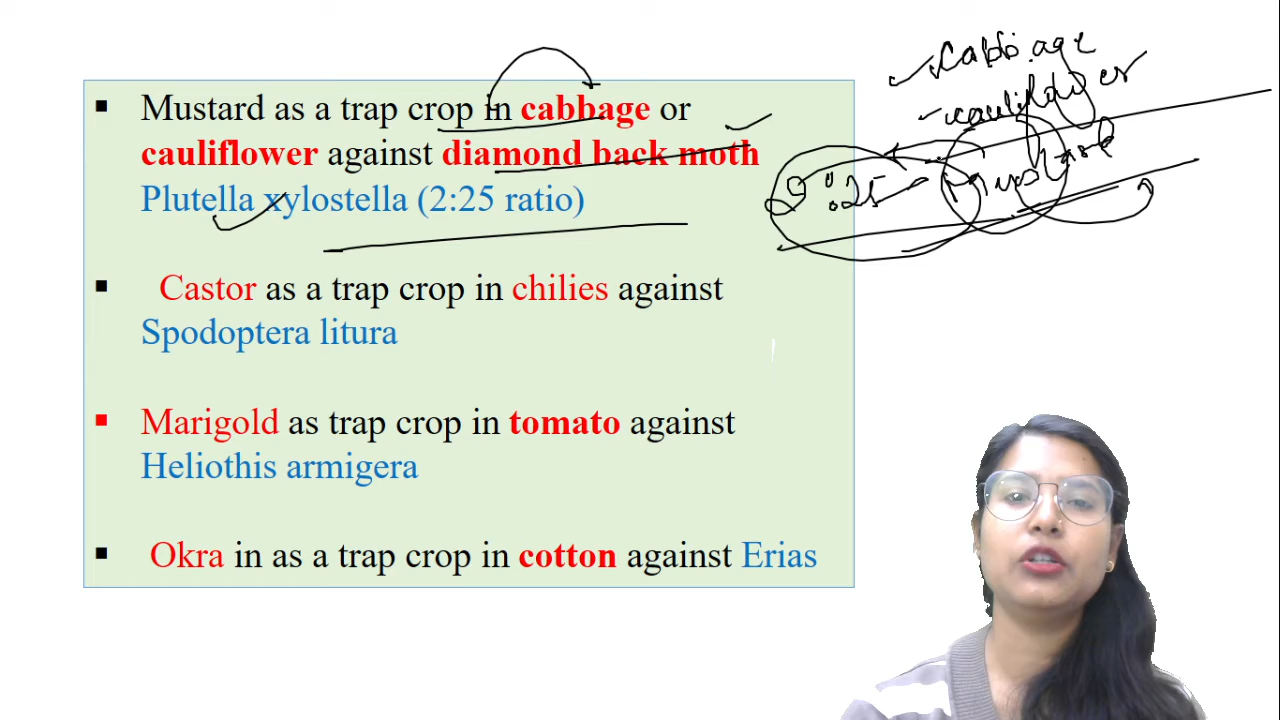 ▪ Mustard as a trap crop in cabbage or
cauliflower against diamond back moth
Plutella xylostella (2:25 ratio)
▪ Castor as a trap crop in chilies against
Spodoptera litura
▪ Marigold as trap crop in tomato against
Heliothis armigera
▪ Okra in as a trap crop in cotton against Erias
Cabbage
cauliflower
2:25 mustard